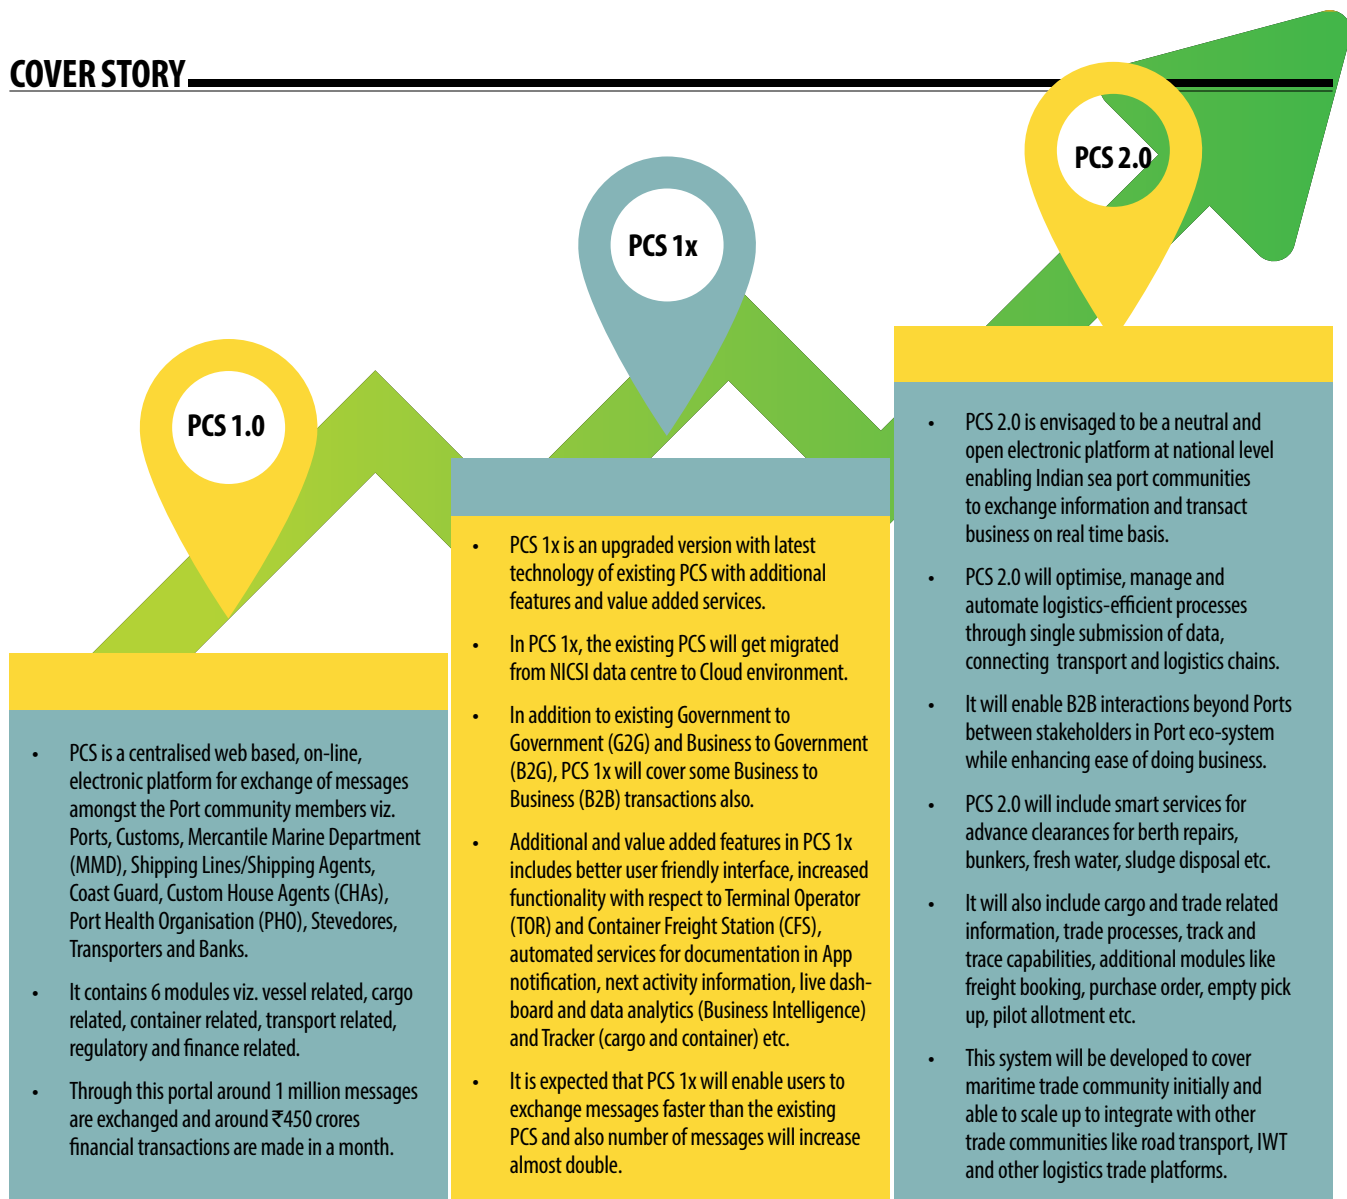 COVER STORY
PCS 1.0
• PCS is a centralised web based, on-line,
electronic platform for exchange of messages
amongst the Port community members viz.
Ports, Customs, Mercantile Marine Department
(MMD), Shipping Lines/Shipping Agents,
Coast Guard, Custom House Agents (CHAs),
Port Health Organisation (PHO), Stevedores,
Transporters and Banks.
• It contains 6 modules viz. vessel related, cargo
related, container related, transport related,
regulatory and finance related.
• Through this portal around 1 million messages
are exchanged and around ₹450 crores
financial transactions are made in a month.
PCS 1x
• PCS 1x is an upgraded version with latest
technology of existing PCS with additional
features and value added services.
• In PCS 1x, the existing PCS will get migrated
from NICSI data centre to Cloud environment.
• In addition to existing Government to
Government (G2G) and Business to Government
(B2G), PCS 1x will cover some Business to
Business (B2B) transactions also.
• Additional and value added features in PCS 1x
includes better user friendly interface, increased
functionality with respect to Terminal Operator
(TOR) and Container Freight Station (CFS),
automated services for documentation in App
notification, next activity information, live dash-
board and data analytics (Business Intelligence)
and Tracker (cargo and container) etc.
• It is expected that PCS 1x will enable users to
exchange messages faster than the existing
PCS and also number of messages will increase
almost double.
PCS 2.0
• PCS 2.0 is envisaged to be a neutral and
open electronic platform at national level
enabling Indian sea port communities
to exchange information and transact
business on real time basis.
• PCS 2.0 will optimise, manage and
automate logistics-efficient processes
through single submission of data,
connecting transport and logistics chains.
• It will enable B2B interactions beyond Ports
between stakeholders in Port eco-system
while enhancing ease of doing business.
• PCS 2.0 will include smart services for
advance clearances for berth repairs,
bunkers, fresh water, sludge disposal etc.
• It will also include cargo and trade related
information, trade processes, track and
trace capabilities, additional modules like
freight booking, purchase order, empty pick
up, pilot allotment etc.
• This system will be developed to cover
maritime trade community initially and
able to scale up to integrate with other
trade communities like road transport, IWT
and other logistics trade platforms.